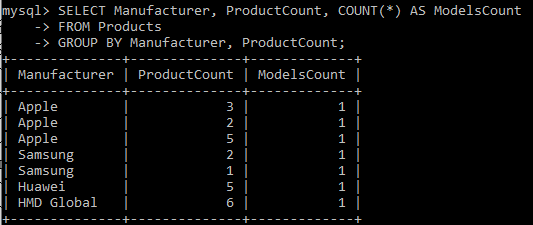 mysql> SELECT Manufacturer, ProductCount, COUNT(*) AS ModelsCount
    -> FROM Products
    -> GROUP BY Manufacturer, ProductCount;
+--------------+--------------+-------------+
| Manufacturer | ProductCount | ModelsCount |
+--------------+--------------+-------------+
| Apple        |            3 |           1 |
| Apple        |            2 |           1 |
| Apple        |            5 |           1 |
| Samsung      |            2 |           1 |
| Samsung      |            1 |           1 |
| Huawei       |            5 |           1 |
| HMD Global   |            6 |           1 |
+--------------+--------------+-------------+